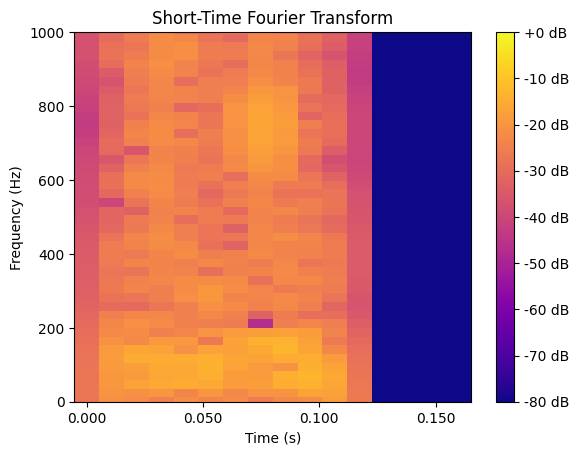 Short-Time Fourier Transform
1000
800
600
400
200
0
Frequency (Hz)
0.000
0.050
0.100
0.150
Time (s)
+0 dB
-10 dB
-20 dB
-30 dB
-40 dB
-50 dB
-60 dB
-70 dB
-80 dB